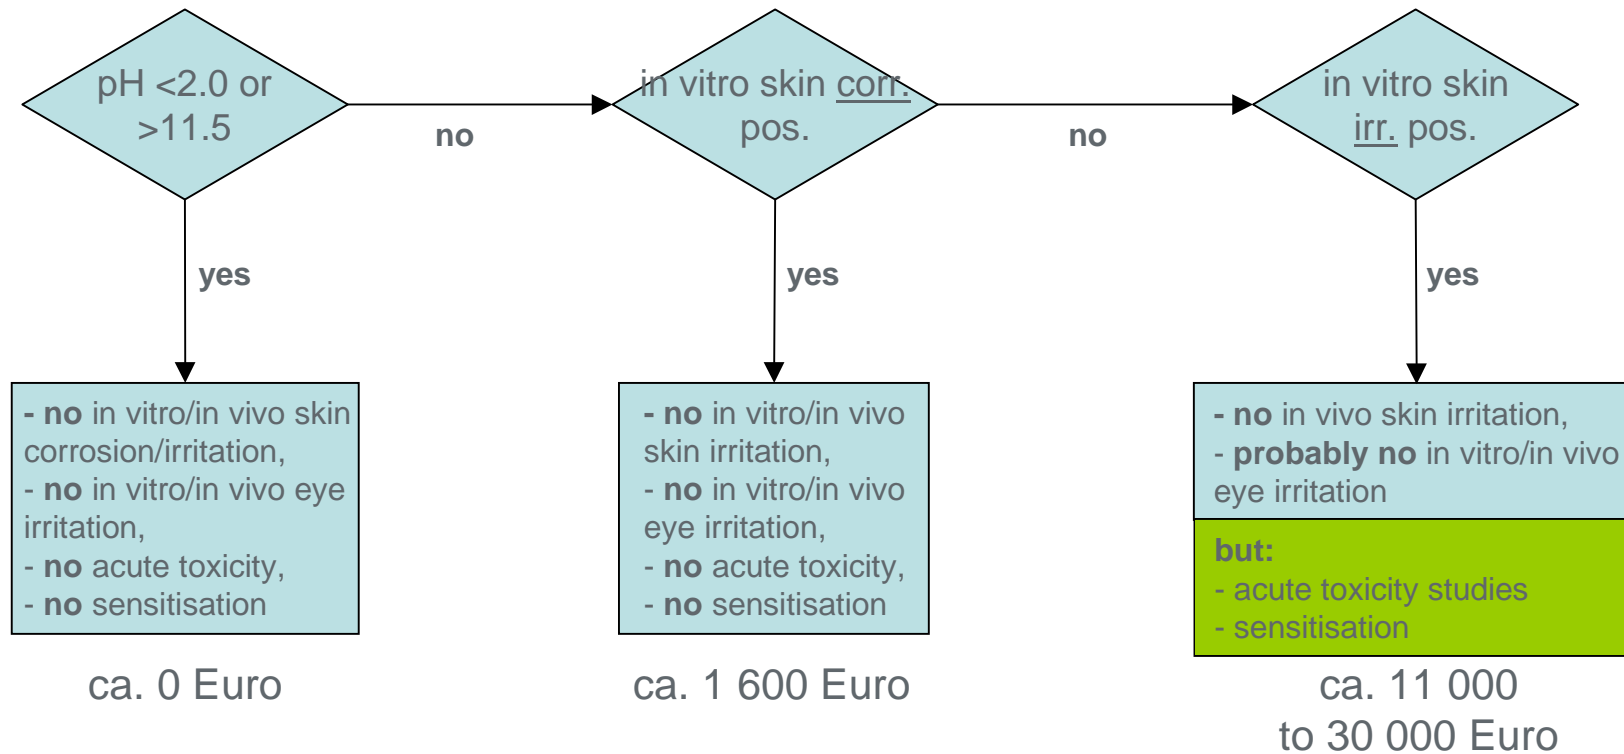 pH <2.0 or
>11.5
no
in vitro skin corr.
pos.
no
in vitro skin
irr. pos.
yes
yes
yes
- no in vitro/in vivo skin
corrosion/irritation,
- no in vitro/in vivo eye
irritation,
- no acute toxicity,
- no sensitisation
- no in vitro/in vivo
skin irritation,
- no in vitro/in vivo
eye irritation,
- no acute toxicity,
- no sensitisation
- no in vivo skin irritation,
- probably no in vitro/in vivo
eye irritation
but:
- acute toxicity studies
- sensitisation
ca. 0 Euro
ca. 1 600 Euro
ca. 11 000
to 30 000 Euro